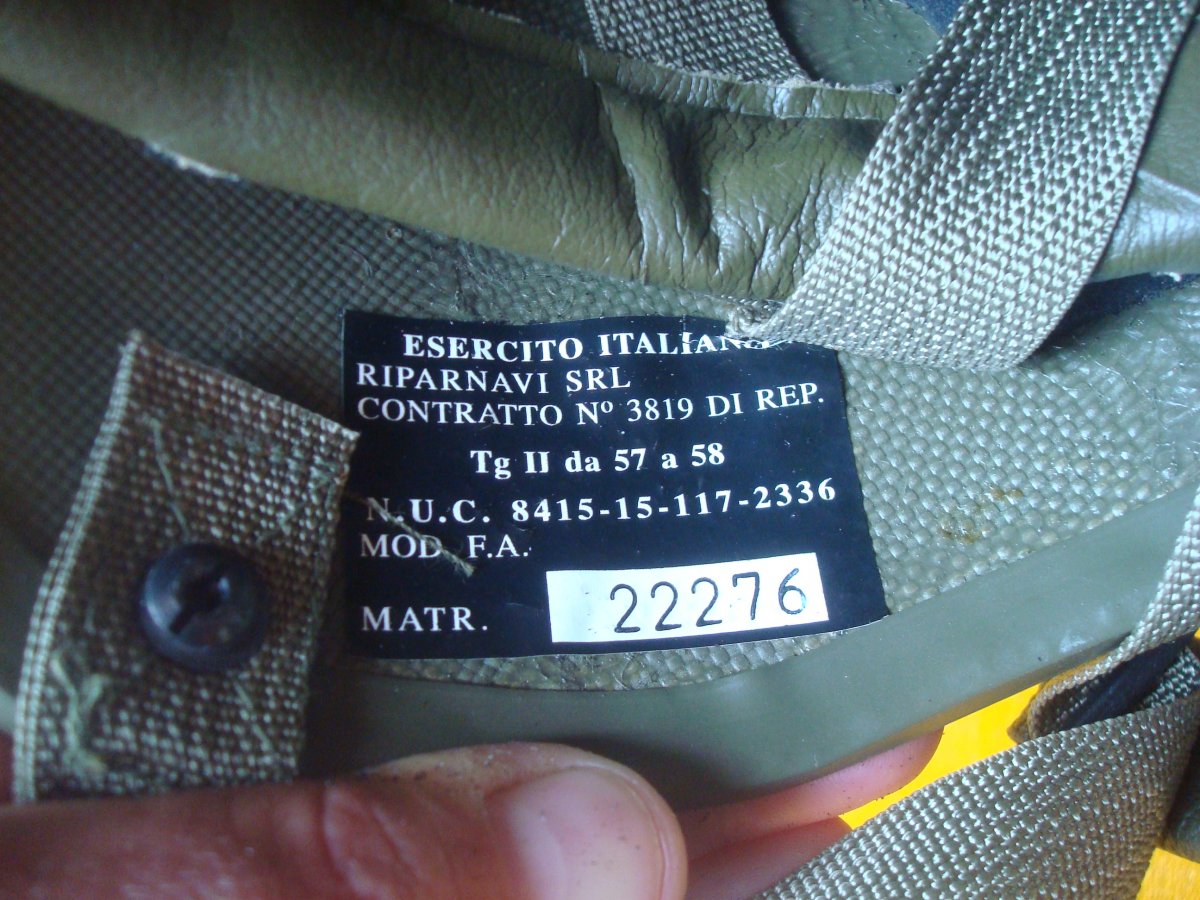 ESERCITO ITALIANO
RIPARNAVI SRL
CONTRATTO Nº 3819 DI REP.
Tg II da 57 a 58
N.U.C. 8415-15-117-2336
MOD. F.A.
MATR. 22276